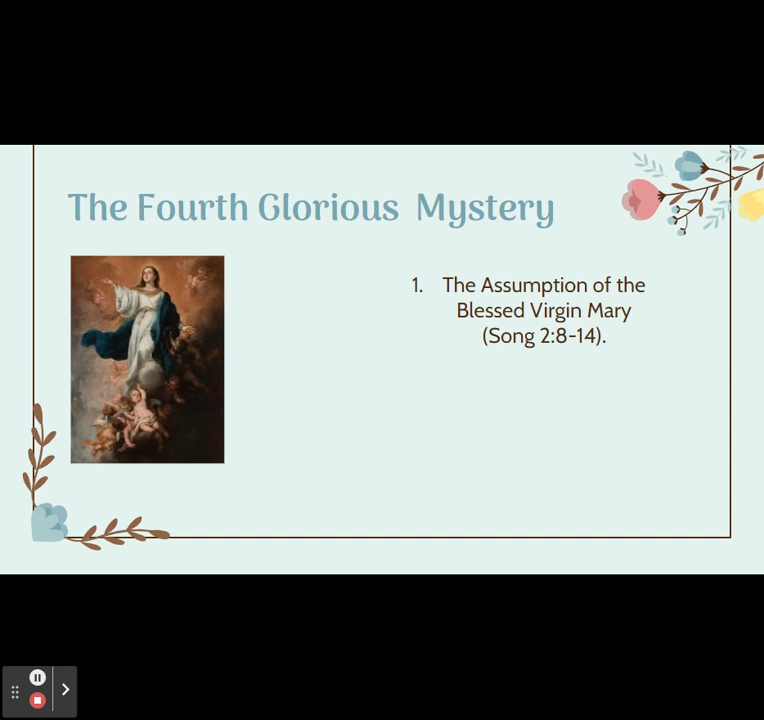 The Fourth Glorious Mystery
1. The Assumption of the
Blessed Virgin Mary
(Song 2:8-14).